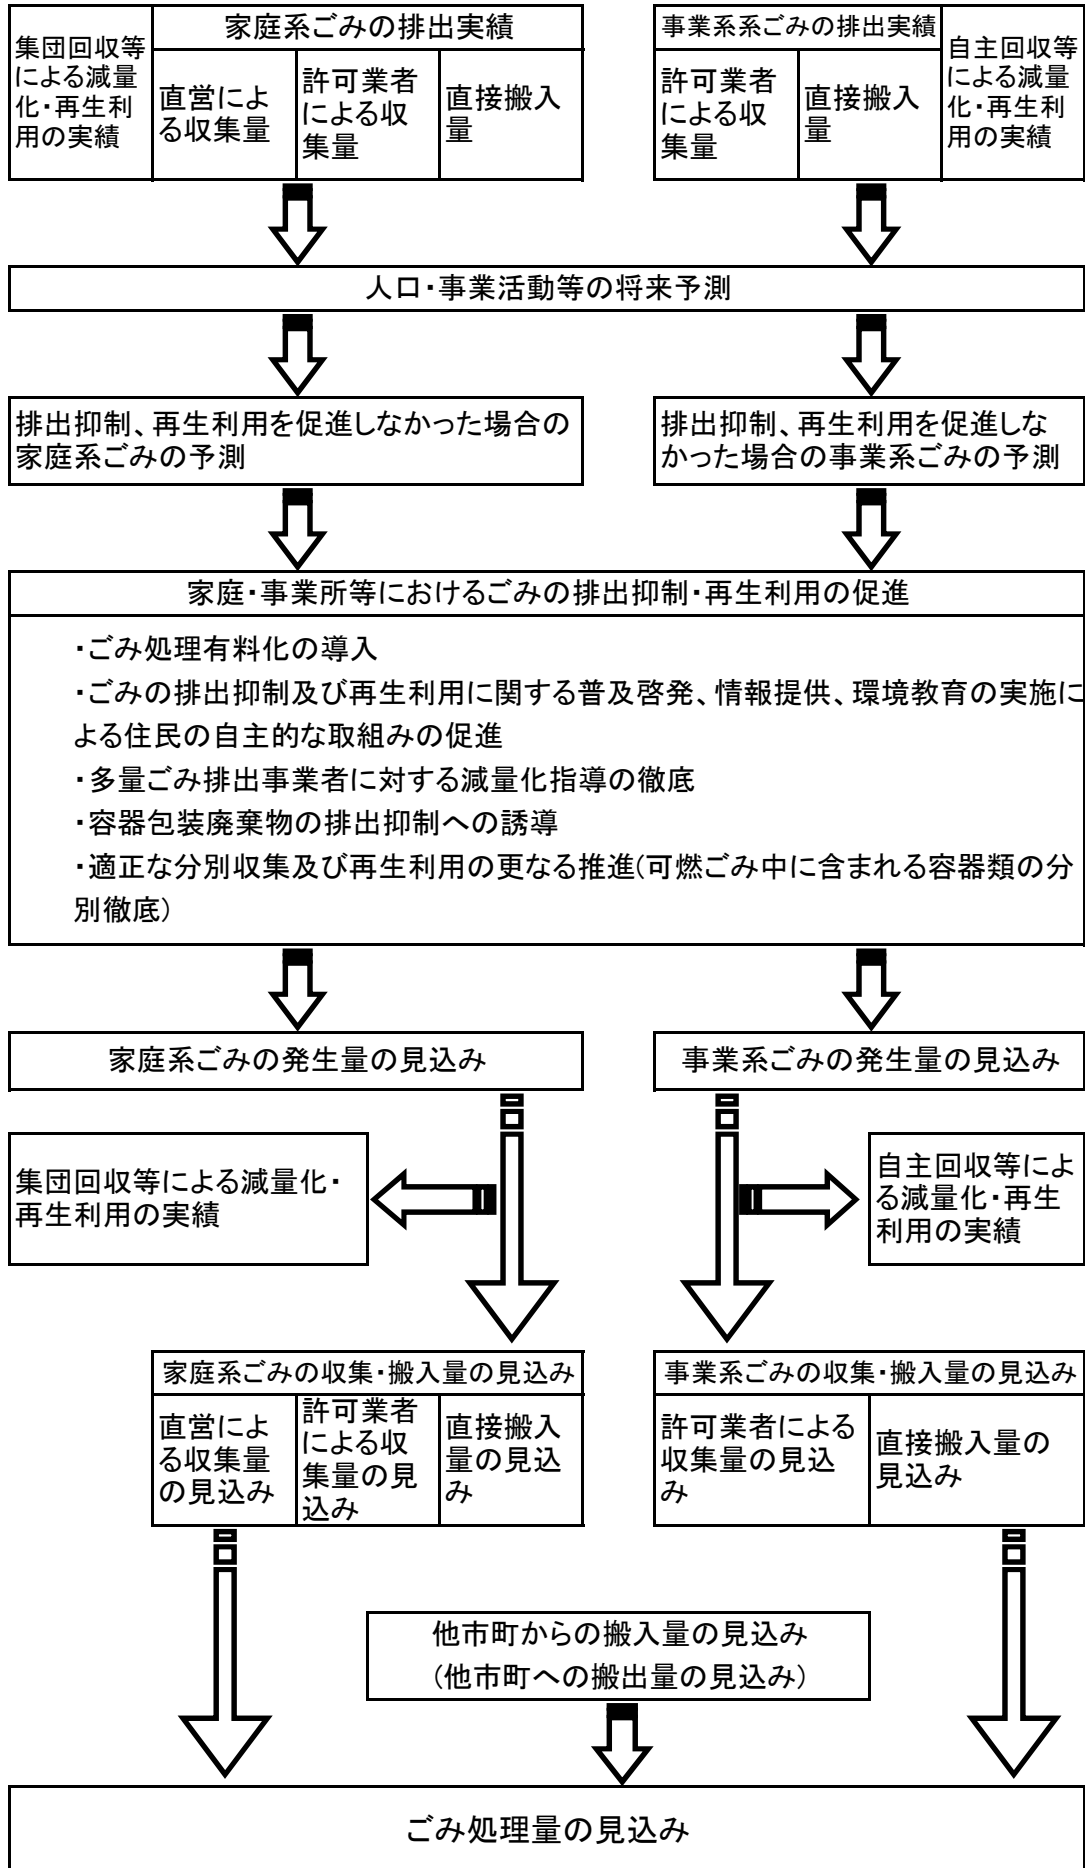 集団回収等
による減量
化・再生利
用の実績
家庭系ごみの排出実績
直営によ
る収集量
許可業者
による収
集量
直接搬入
量
事業系系ごみの排出実績
許可業者
による収
集量
直接搬入
量
自主回収等
による減量
化・再生利
用の実績
人口・事業活動等の将来予測
排出抑制、再生利用を促進しなかった場合の
家庭系ごみの予測
排出抑制、再生利用を促進しな
かった場合の事業系ごみの予測
家庭・事業所等におけるごみの排出抑制・再生利用の促進
・ごみ処理有料化の導入
・ごみの排出抑制及び再生利用に関する普及啓発、情報提供、環境教育の実施に
よる住民の自主的な取組みの促進
・多量ごみ排出事業者に対する減量化指導の徹底
・容器包装廃棄物の排出抑制への誘導
・適正な分別収集及び再生利用の更なる推進(可燃ごみ中に含まれる容器類の分
別徹底)
家庭系ごみの発生量の見込み
事業系ごみの発生量の見込み
集団回収等による減量化・
再生利用の実績
自主回収等によ
る減量化・再生
利用の実績
家庭系ごみの収集・搬入量の見込み
直営によ
る収集量
の見込み
許可業者
による収
集量の見
込み
直接搬入
量の見込
み
事業系ごみの収集・搬入量の見込み
許可業者による
収集量の見込
み
直接搬入量の
見込み
他市町からの搬入量の見込み
(他市町への搬出量の見込み)
ごみ処理量の見込み